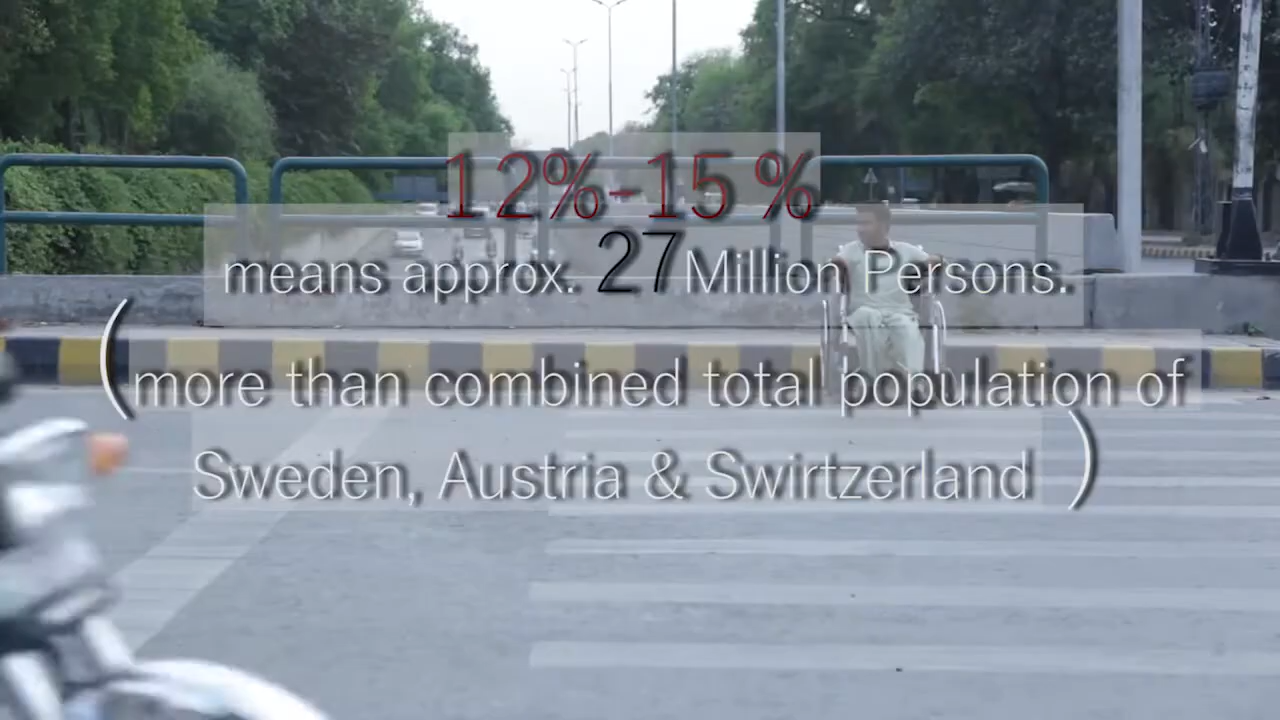 12%-15%
means approx. 27 Million Persons.
(more than combined total population of
Sweden, Austria & Swirtzerland)